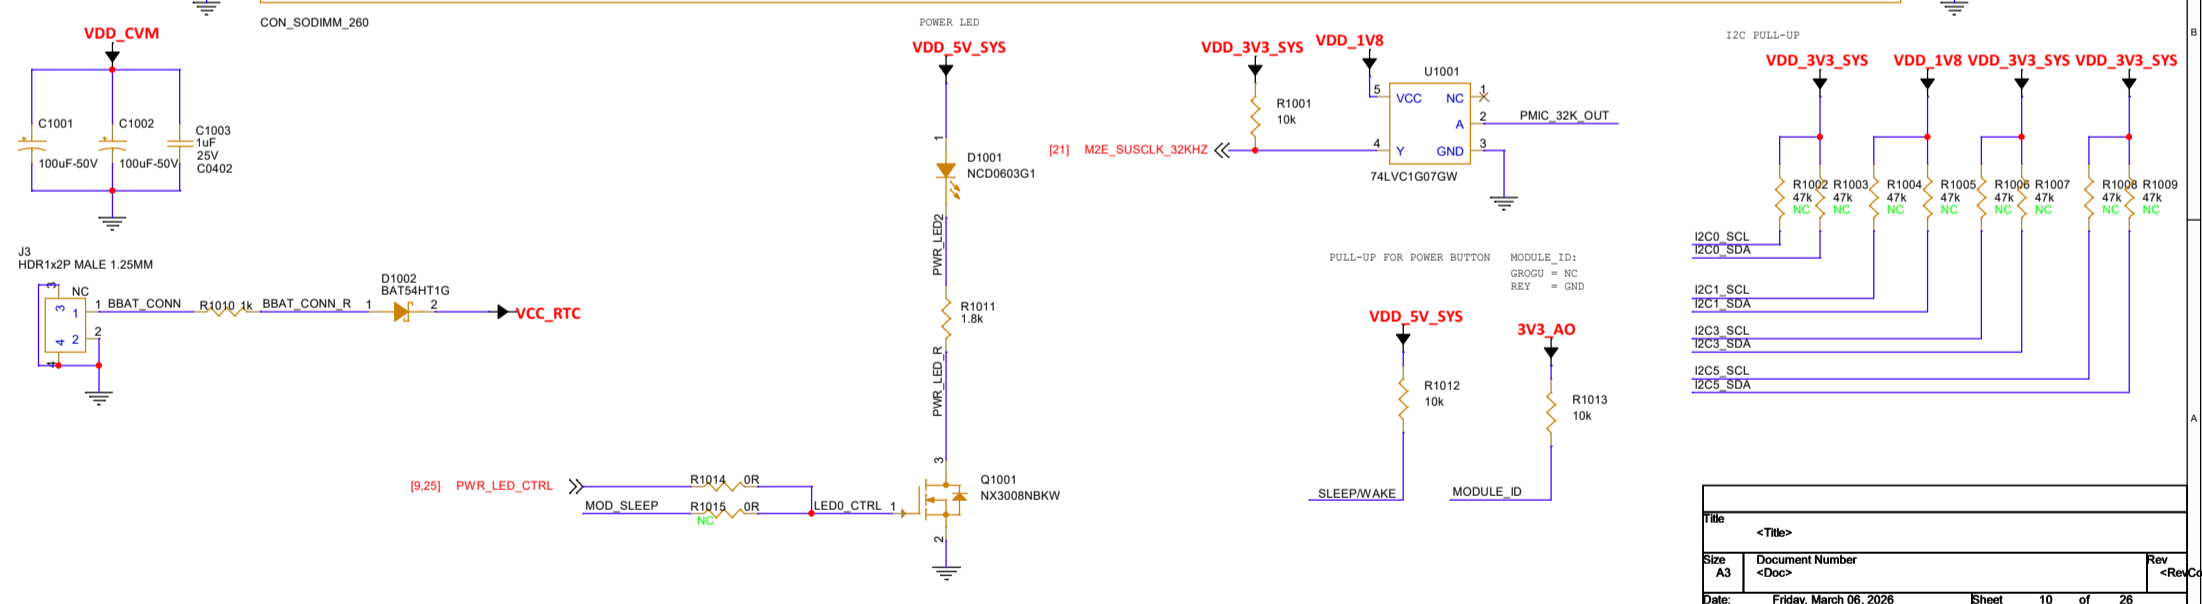 CON_SODIMM_260
VDD_CVM
C1001
100uF-50V
C1002
100uF-50V
C1003
1uF
25V
C0402
J3
HDR1x2P MALE 1.25MM
NC
3
3
1
1
BBAT_CONN
R1010 1k
BBAT_CONN_R
1
D1002
BAT54HT1G
2
VCC_RTC
4
4
2
2
POWER LED
VDD_5V_SYS
1
D1001
NCD0603G1
PWR_LED2
R1011
1.8k
PWR_LED_R
3
Q1001
NX3008NBKW
2
[9,25] PWR_LED_CTRL
R1014 0R
MOD_SLEEP
R1015 0R
NC
LED0_CTRL 1
VDD_3V3_SYS
VDD_1V8
R1001
10k
[21] M2E_SUSCLK_32KHZ
U1001
5 VCC NC 1
A 2 PMIC_32K_OUT
4 Y GND 3
74LVC1G07GW
PULL-UP FOR POWER BUTTON
VDD_5V_SYS
R1012
10k
SLEEP/WAKE
MODULE_ID:
GROGU = NC
REY = GND
3V3_AO
R1013
10k
MODULE_ID
I2C PULL-UP
VDD_3V3_SYS VDD_1V8 VDD_3V3_SYS VDD_3V3_SYS
R1002 R1003 R1004 R1005 R1006 R1007 R1008 R1009
47k 47k 47k 47k 47k 47k 47k 47k
NC NC NC NC NC NC NC NC
I2C0_SCL
I2C0_SDA
I2C1_SCL
I2C1_SDA
I2C3_SCL
I2C3_SDA
I2C5_SCL
I2C5_SDA
B
A
Title
<Title>
Size Document Number Rev
A3 <Doc> <RevCo
Date: Friday, March 06, 2026 Sheet 10 of 26